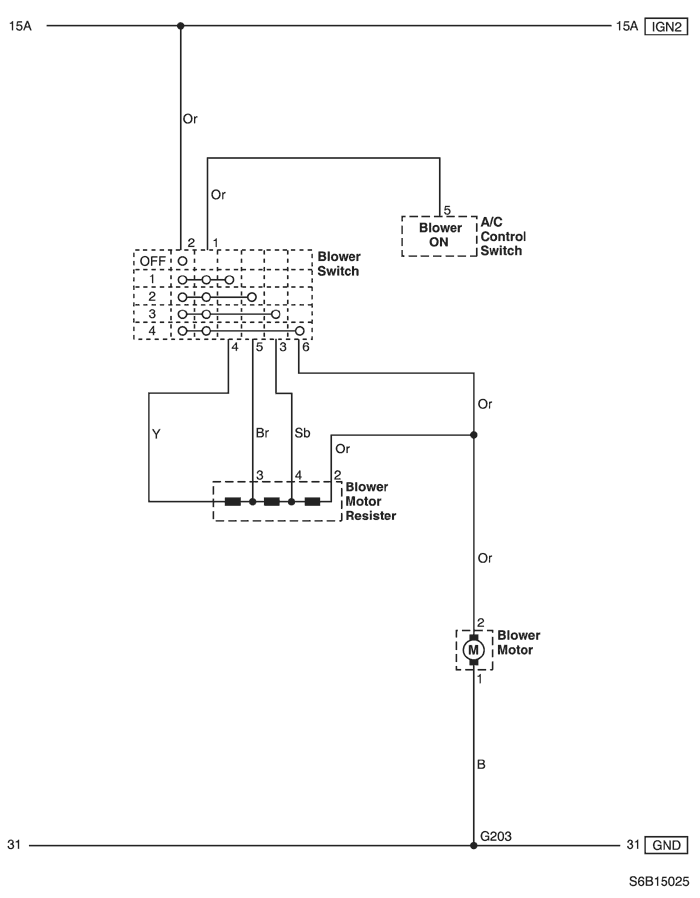 15A
15A IGN2
Or
Or
5
Blower
ON
A/C
Control
Switch
2 1
Blower
Switch
OFF
1
2
3
4
4 5 3 6
Or
Y
Br
Sb
Or
3 4 2
Blower
Motor
Resister
Or
2
Blower
Motor
M
1
B
G203
31
31 GND
S6B15025